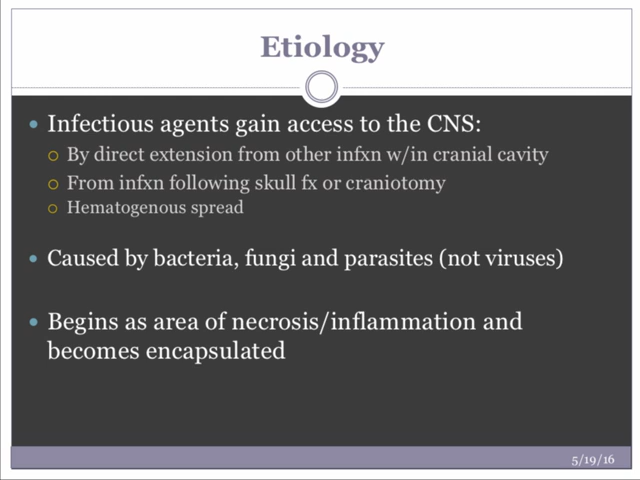 Etiology
Infectious agents gain access to the CNS:
By direct extension from other infxn w/in cranial cavity
From infxn following skull fx or craniotomy
Hematogenous spread
Caused by bacteria, fungi and parasites (not viruses)
Begins as area of necrosis/inflammation and
becomes encapsulated
5/19/16